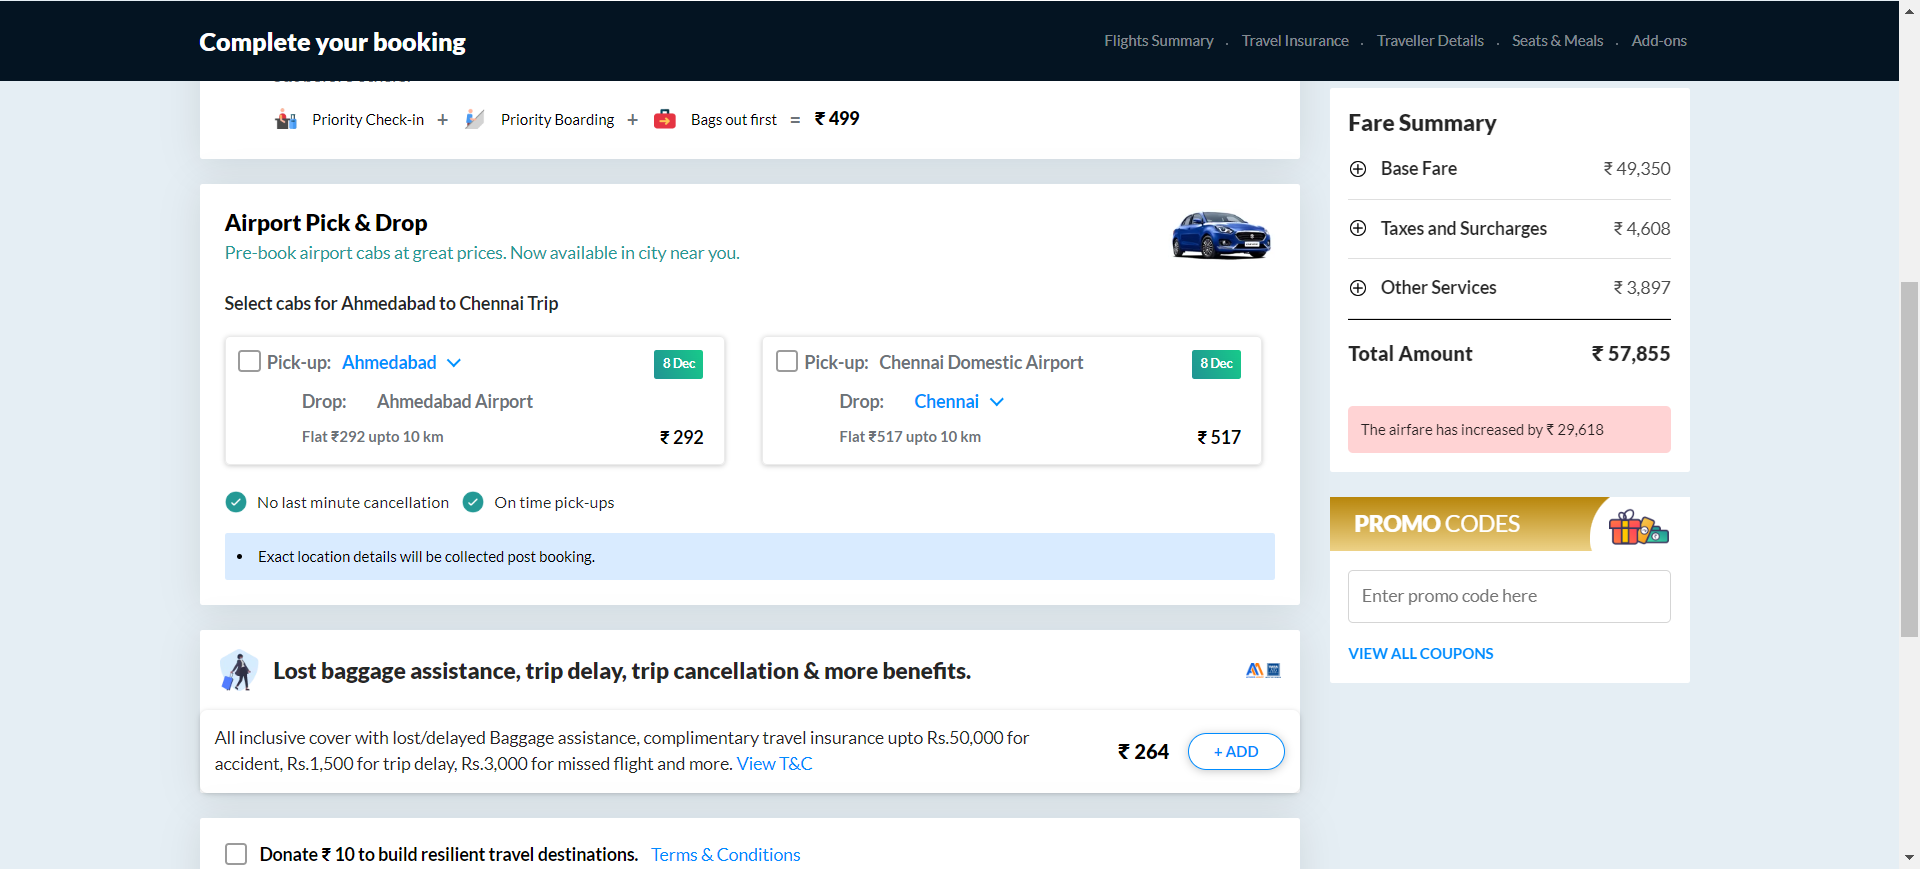 Complete your booking
Flights Summary . Travel Insurance . Traveller Details . Seats & Meals . Add-ons
Priority Check-in + Priority Boarding + Bags out first = ₹ 499
Airport Pick & Drop
Pre-book airport cabs at great prices. Now available in city near you.
Select cabs for Ahmedabad to Chennai Trip
Pick-up: Ahmedabad
8 Dec
Drop: Ahmedabad Airport
Flat ₹292 upto 10 km
₹ 292
Pick-up: Chennai Domestic Airport
8 Dec
Drop: Chennai
Flat ₹517 upto 10 km
₹ 517
No last minute cancellation
On time pick-ups
• Exact location details will be collected post booking.
Lost baggage assistance, trip delay, trip cancellation & more benefits.
All inclusive cover with lost/delayed Baggage assistance, complimentary travel insurance upto Rs.50,000 for
accident, Rs.1,500 for trip delay, Rs.3,000 for missed flight and more. View T&C
₹ 264
+ ADD
Donate ₹ 10 to build resilient travel destinations. Terms & Conditions
Fare Summary
Base Fare ₹ 49,350
Taxes and Surcharges ₹ 4,608
Other Services ₹ 3,897
Total Amount ₹ 57,855
The airfare has increased by ₹ 29,618
PROMO CODES
Enter promo code here
VIEW ALL COUPONS